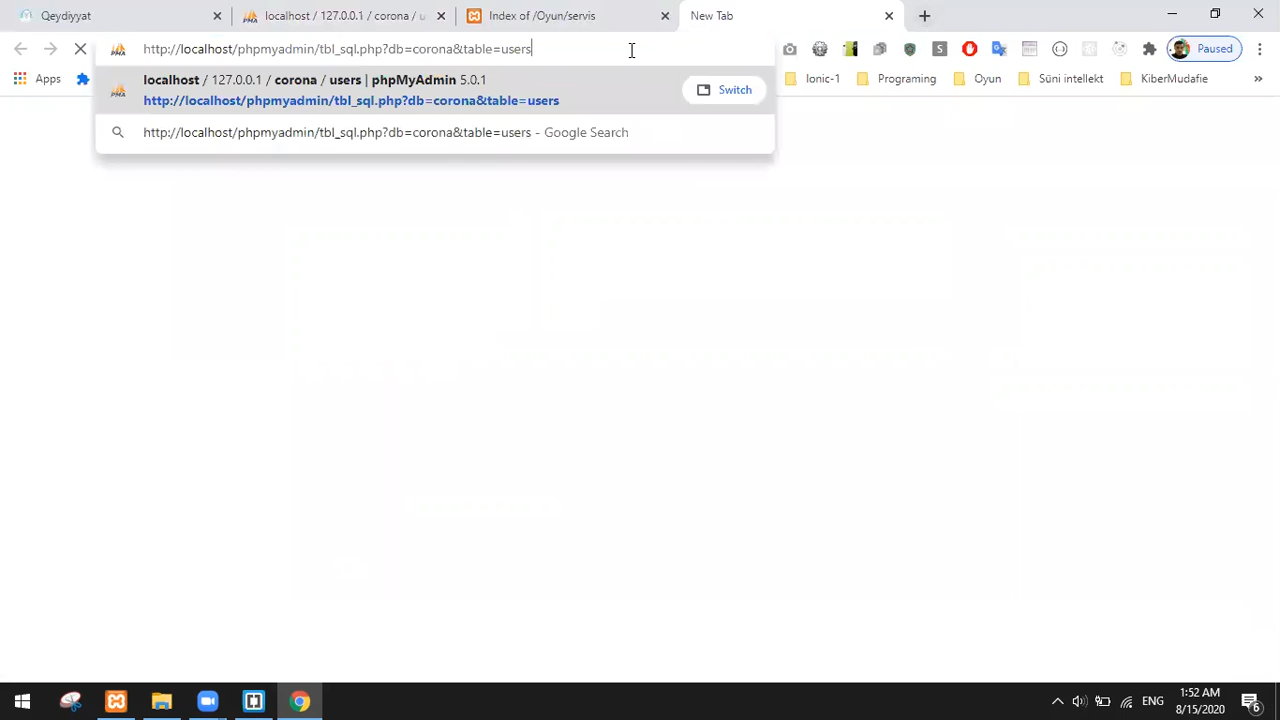 Qeydiyyat
localhost / 127.0.0.1 / corona / u
Index of /Oyun/servis
New Tab
http://localhost/phpmyadmin/tbl_sql.php?db=corona&table=users
Paused
Apps
Ionic-1
Programing
Oyun
Süni intellekt
KiberMudafie
»
localhost / 127.0.0.1 / corona / users | phpMyAdmin 5.0.1
http://localhost/phpmyadmin/tbl_sql.php?db=corona&table=users
Switch
http://localhost/phpmyadmin/tbl_sql.php?db=corona&table=users - Google Search
ENG
1:52 AM
8/15/2020
6